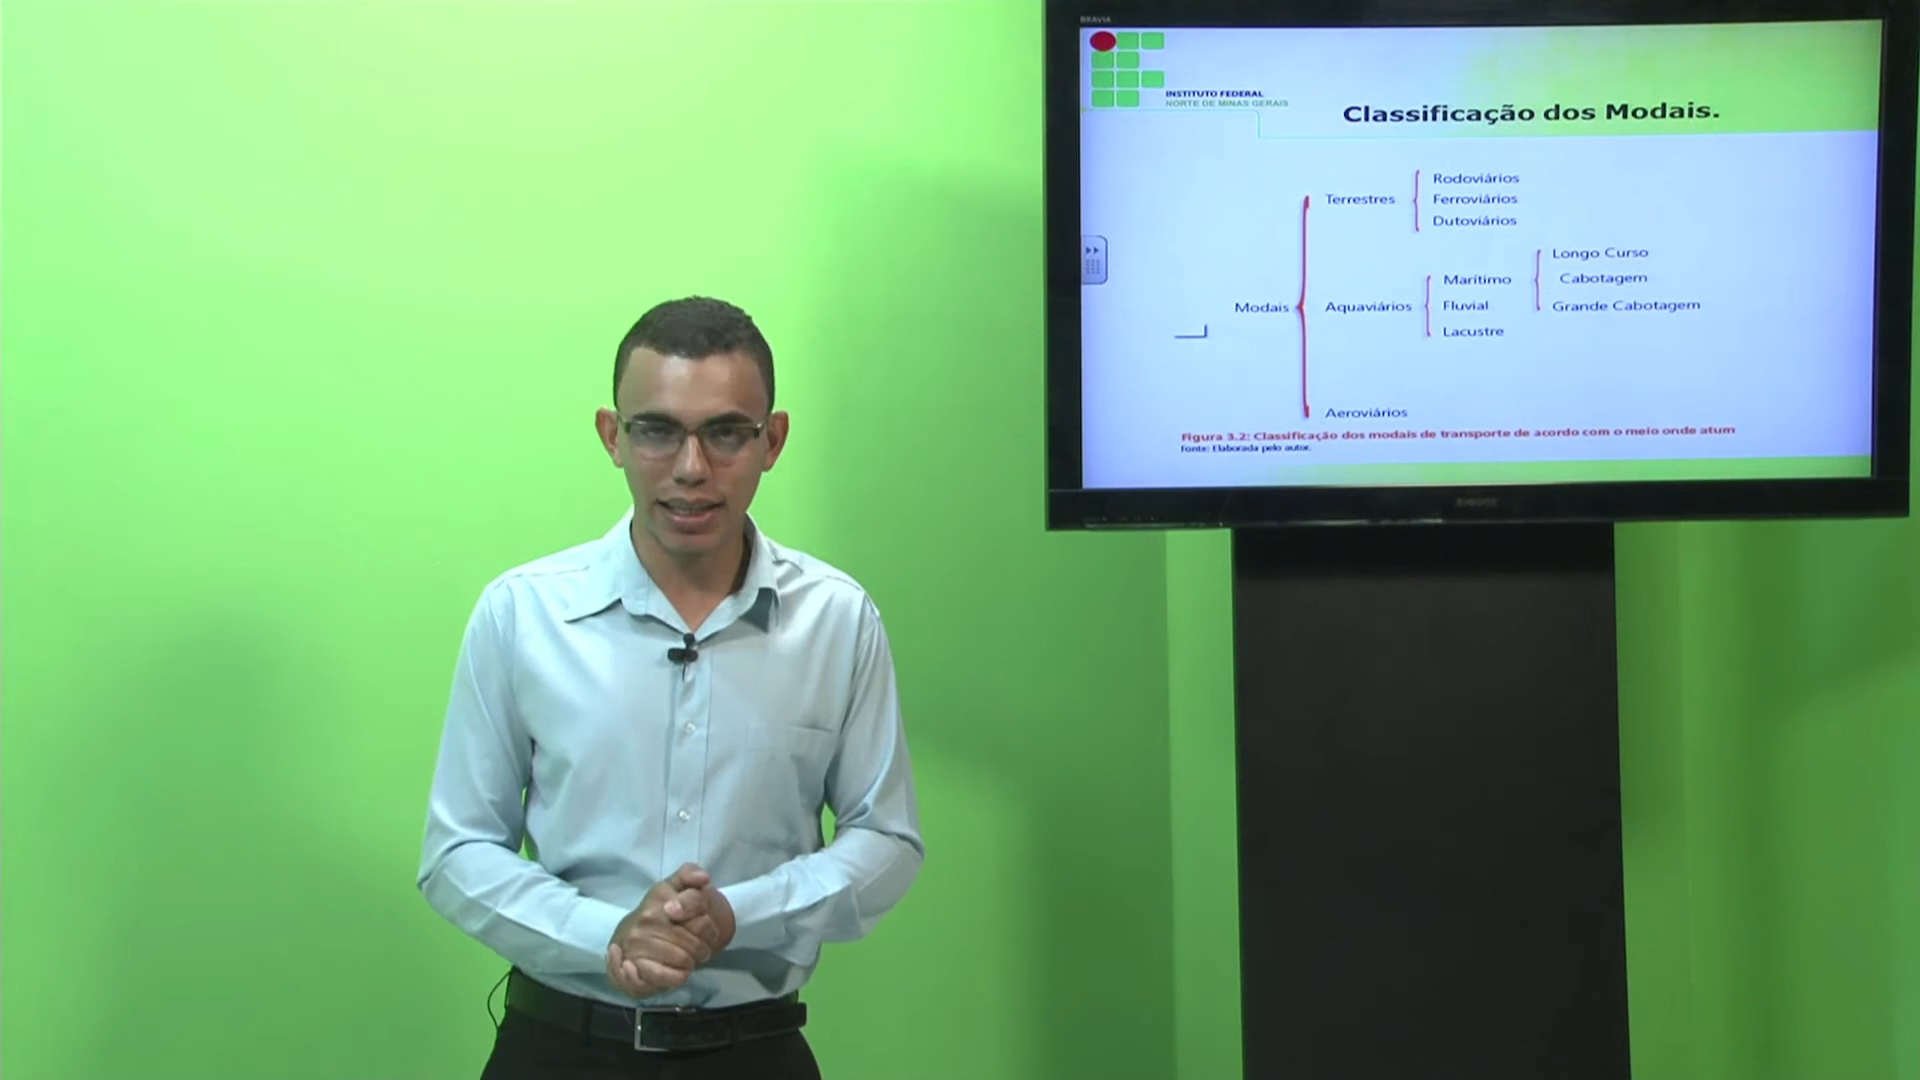 BRAVIA
INSTITUTO FEDERAL
NORTE DE MINAS GERAIS
Classificação dos Modais.
Rodoviários
Terrestres
Ferroviários
Dutoviários
Longo Curso
Marítimo
Cabotagem
Modais
Aquaviários
Fluvial
Grande Cabotagem
Lacustre
Aeroviários
Figura 3.2: Classificação dos modais de transporte de acordo com o meio onde atum
Fonte: Elaborada pelo autor.